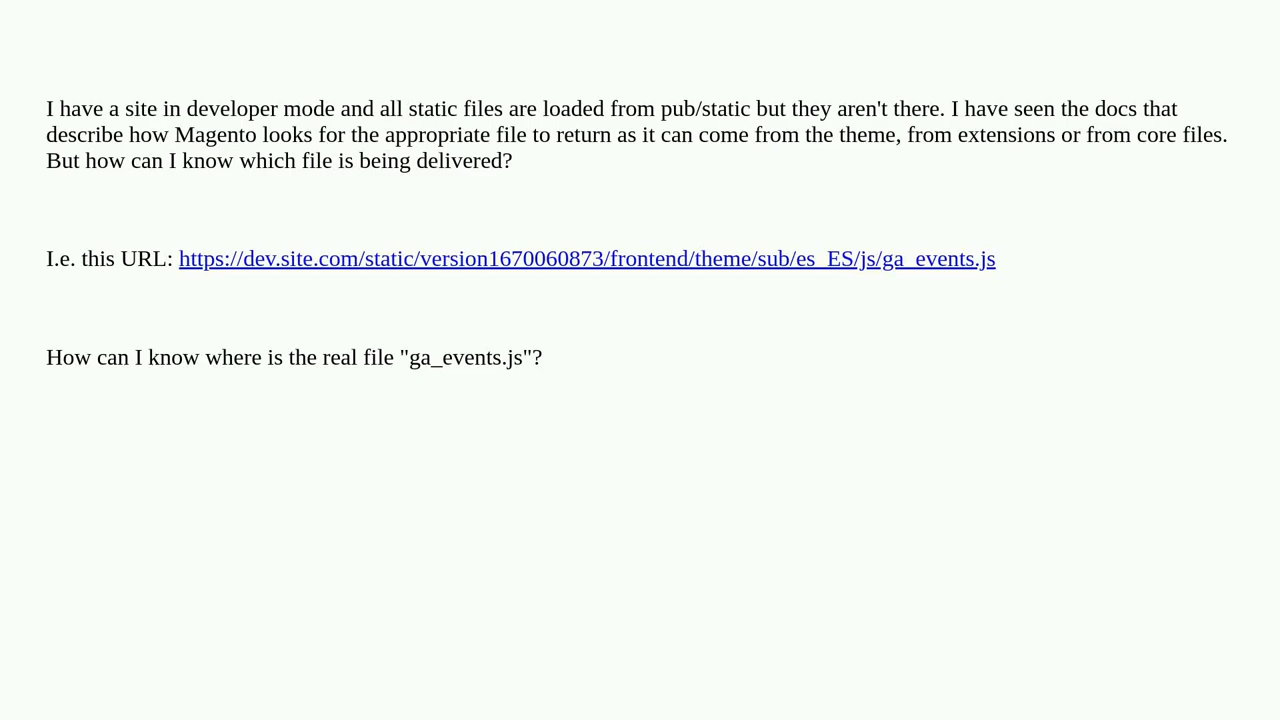 I have a site in developer mode and all static files are loaded from pub/static but they aren't there. I have seen the docs that
describe how Magento looks for the appropriate file to return as it can come from the theme, from extensions or from core files.
But how can I know which file is being delivered?
I.e. this URL: https://dev.site.com/static/version1670060873/frontend/theme/sub/es_ES/js/ga_events.js
How can I know where is the real file "ga_events.js"?